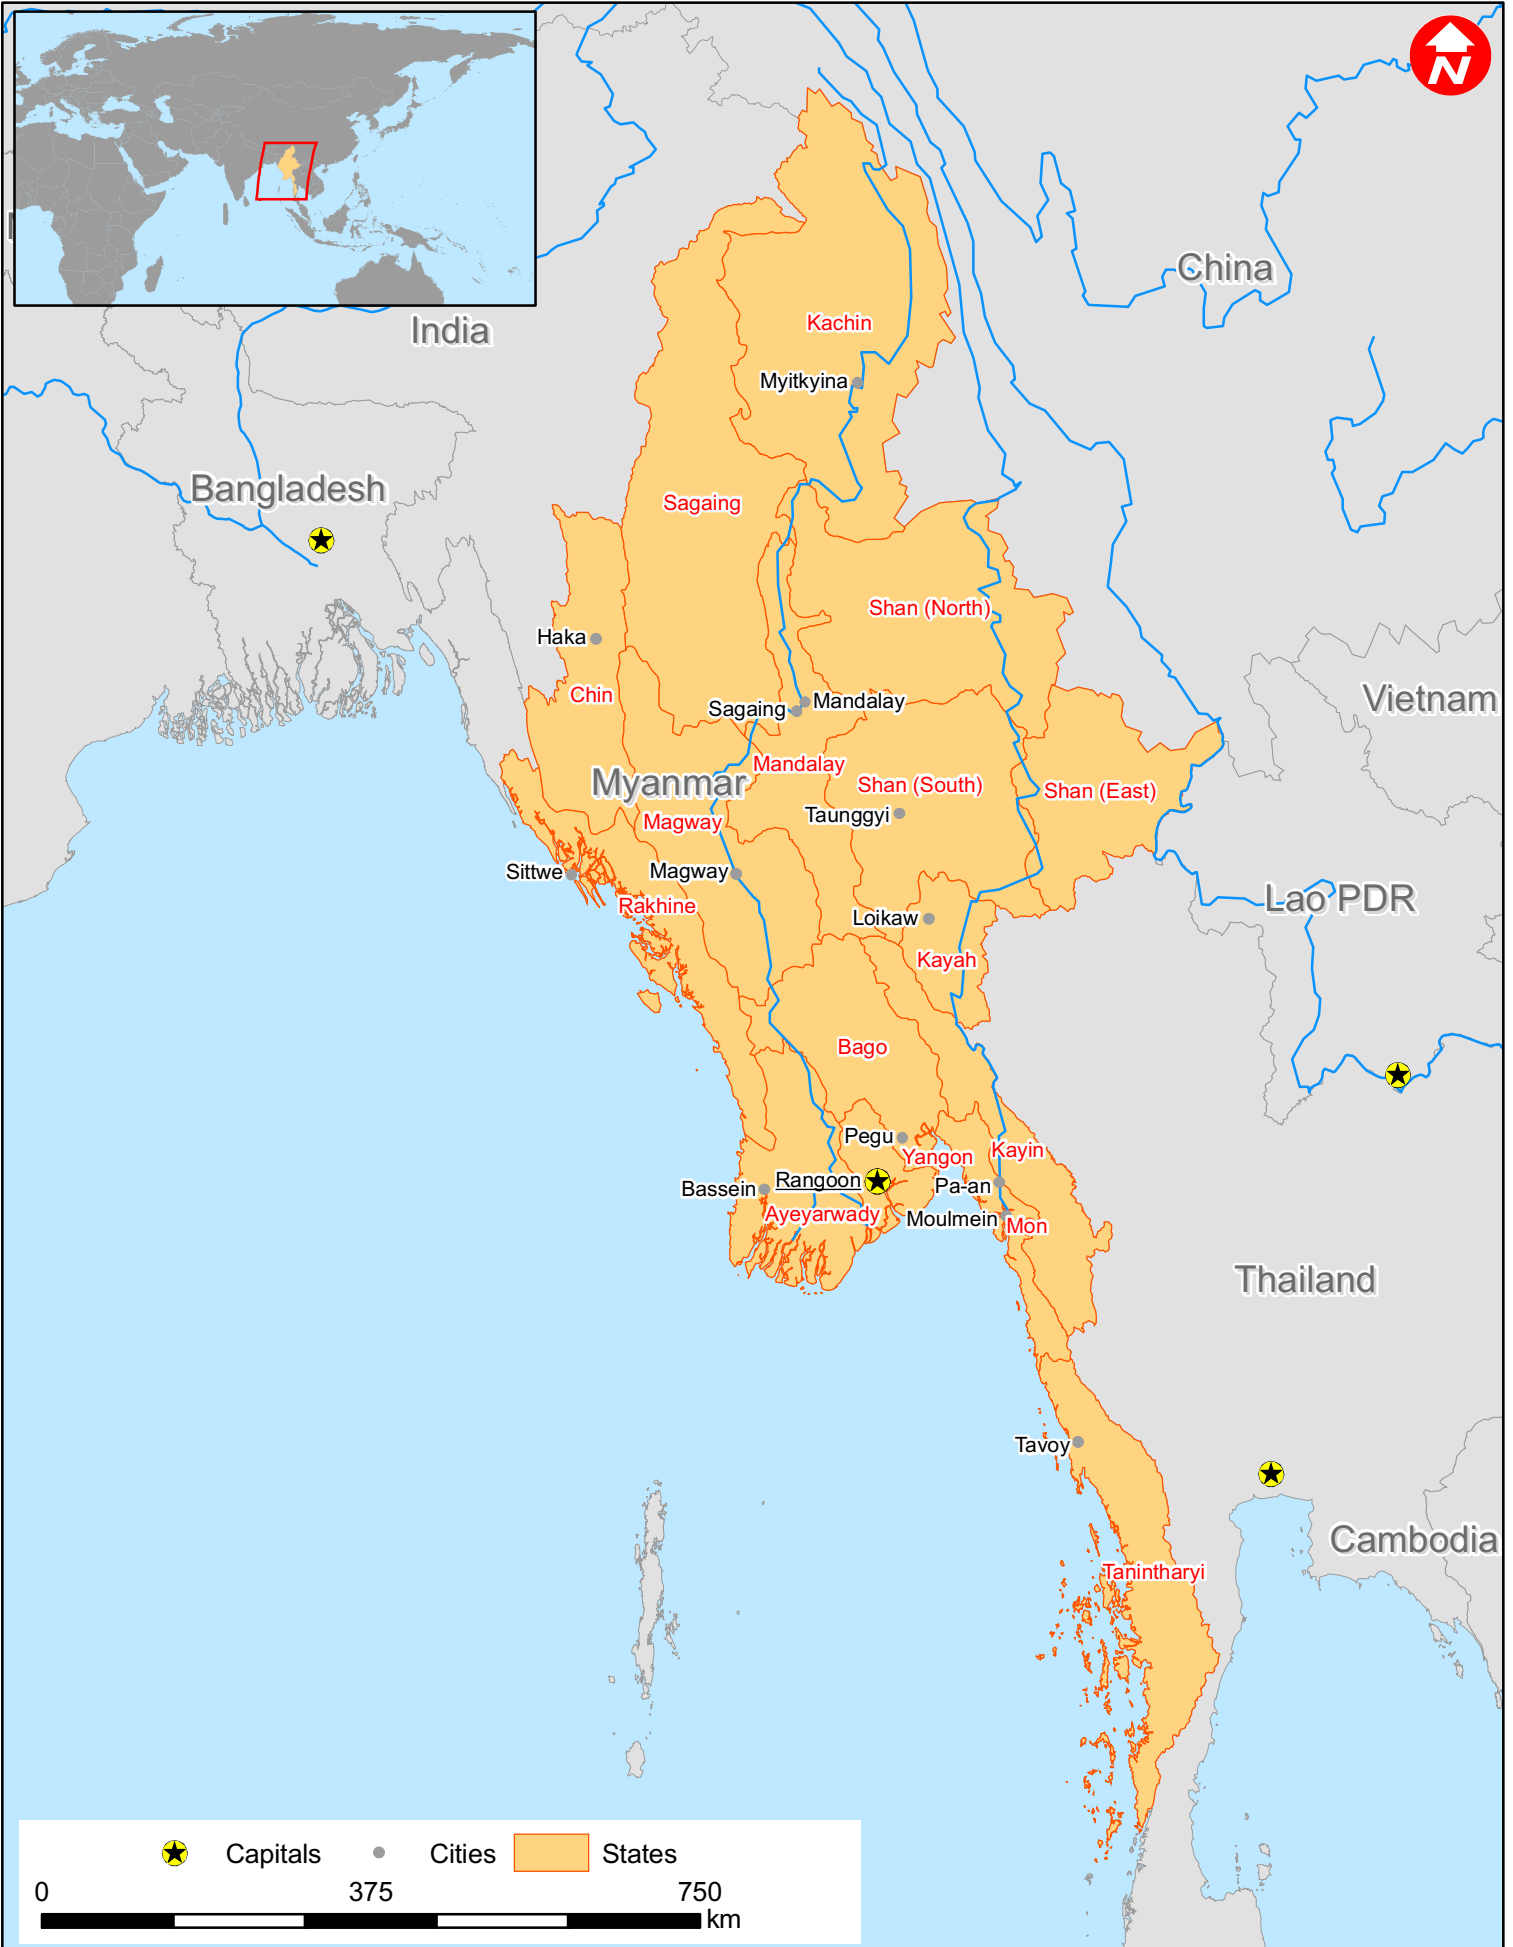 N
China
India
Kachin
Myitkyina
Bangladesh
Sagaing
Shan (North)
Haka
Chin
Vietnam
Sagaing
Mandalay
Mandalay
Myanmar
Shan (South)
Shan (East)
Taunggyi
Magway
Sittwe
Magway
Rakhine
Lao PDR
Loikaw
Kayah
Bago
Pegu
Yangon
Kayin
Bassein
Rangoon
Pa-an
Ayeyarwady
Moulmein
Mon
Thailand
Tavoy
Cambodia
Tanintharyi
Capitals
Cities
States
0
375
750
km